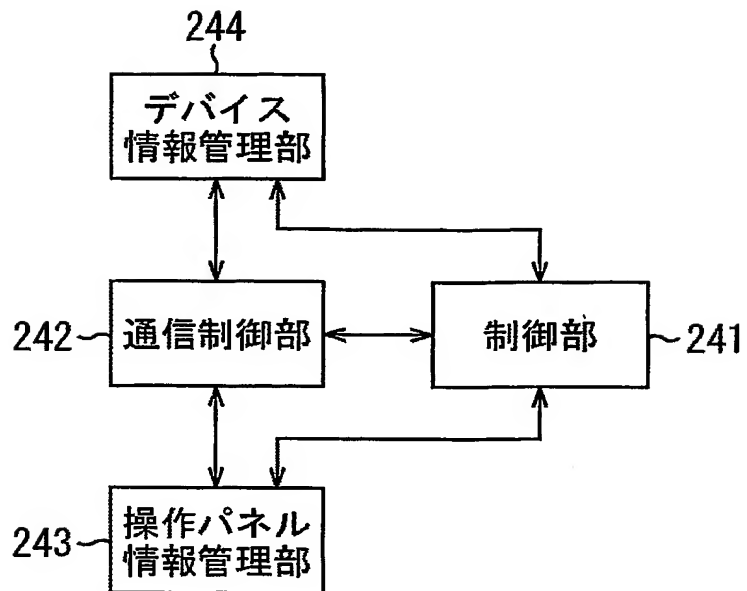 244
デバイス
情報管理部
242
通信制御部
制御部
241
243
操作パネル
情報管理部